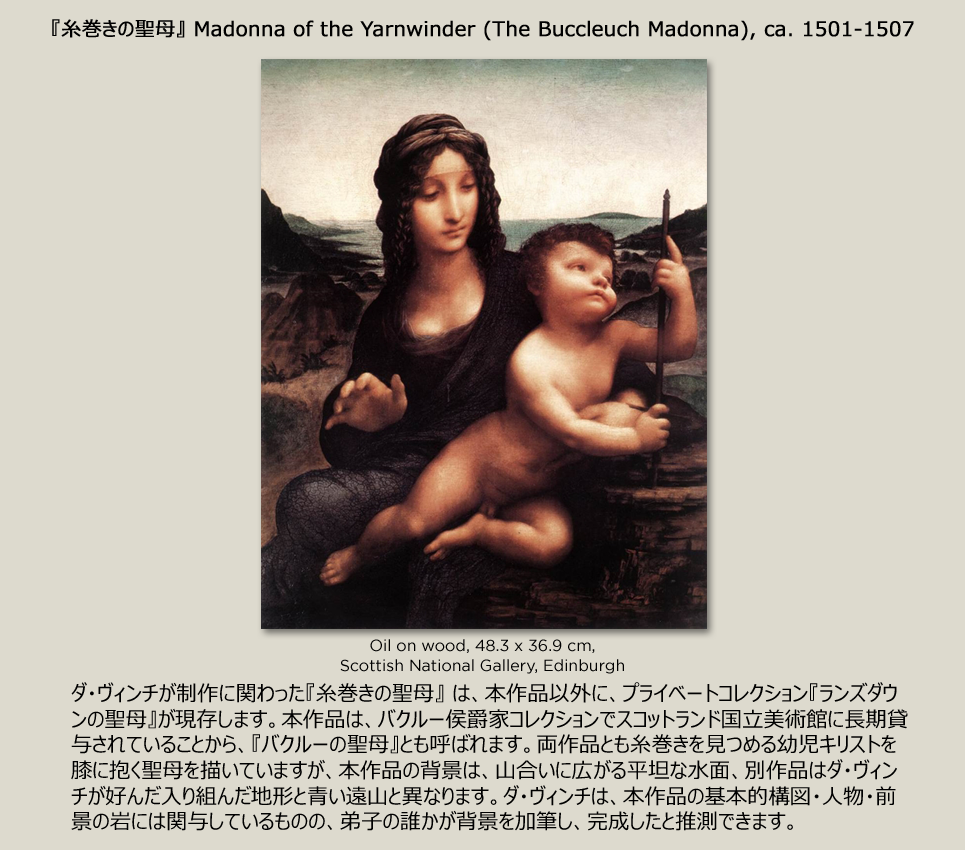 『糸巻きの聖母』 Madonna of the Yarnwinder (The Buccleuch Madonna), ca. 1501-1507
Oil on wood, 48.3 x 36.9 cm,
Scottish National Gallery, Edinburgh
ダ・ヴィンチが制作に関わった『糸巻きの聖母』 は、本作品以外に、プライベートコレクション『ランズダウ
ンの聖母』が現存します。本作品は、バクルー侯爵家コレクションでスコットランド国立美術館に長期貸
与されていることから、『バクルーの聖母』とも呼ばれます。両作品とも糸巻きを見つめる幼児キリストを
膝に抱く聖母を描いていますが、本作品の背景は、山合いに広がる平坦な水面、別作品はダ・ヴィン
チが好んだ入り組んだ地形と青い遠山と異なります。ダ・ヴィンチは、本作品の基本的構図・人物・前
景の岩には関与しているものの、弟子の誰かが背景を加筆し、完成したと推測できます。